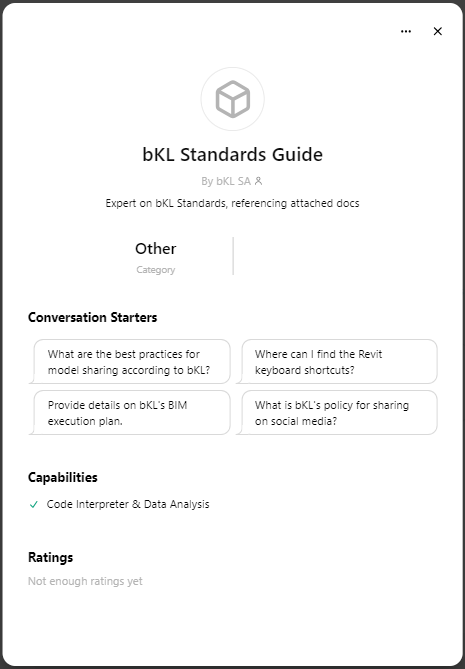 bKL Standards Guide
By bKL SA
Expert on bKL Standards, referencing attached docs
Other
Category
Conversation Starters
What are the best practices for
model sharing according to bKL?
Where can I find the Revit
keyboard shortcuts?
Provide details on bKL's BIM
execution plan.
What is bKL's policy for sharing
on social media?
Capabilities
Code Interpreter & Data Analysis
Ratings
Not enough ratings yet